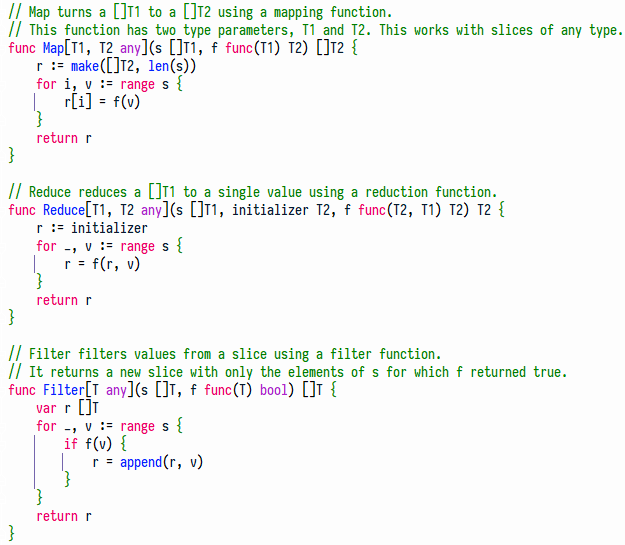 // Map turns a []T1 to a []T2 using a mapping function.
// This function has two type parameters, T1 and T2. This works with slices of any type.
func Map[T1, T2 any](s []T1, f func(T1) T2) []T2 {
    r := make([]T2, len(s))
    for i, v := range s {
        r[i] = f(v)
    }
    return r
}

// Reduce reduces a []T1 to a single value using a reduction function.
func Reduce[T1, T2 any](s []T1, initializer T2, f func(T2, T1) T2) T2 {
    r := initializer
    for _, v := range s {
        r = f(r, v)
    }
    return r
}

// Filter filters values from a slice using a filter function.
// It returns a new slice with only the elements of s for which f returned true.
func Filter[T any](s []T, f func(T) bool) []T {
    var r []T
    for _, v := range s {
        if f(v) {
            r = append(r, v)
        }
    }
    return r
}